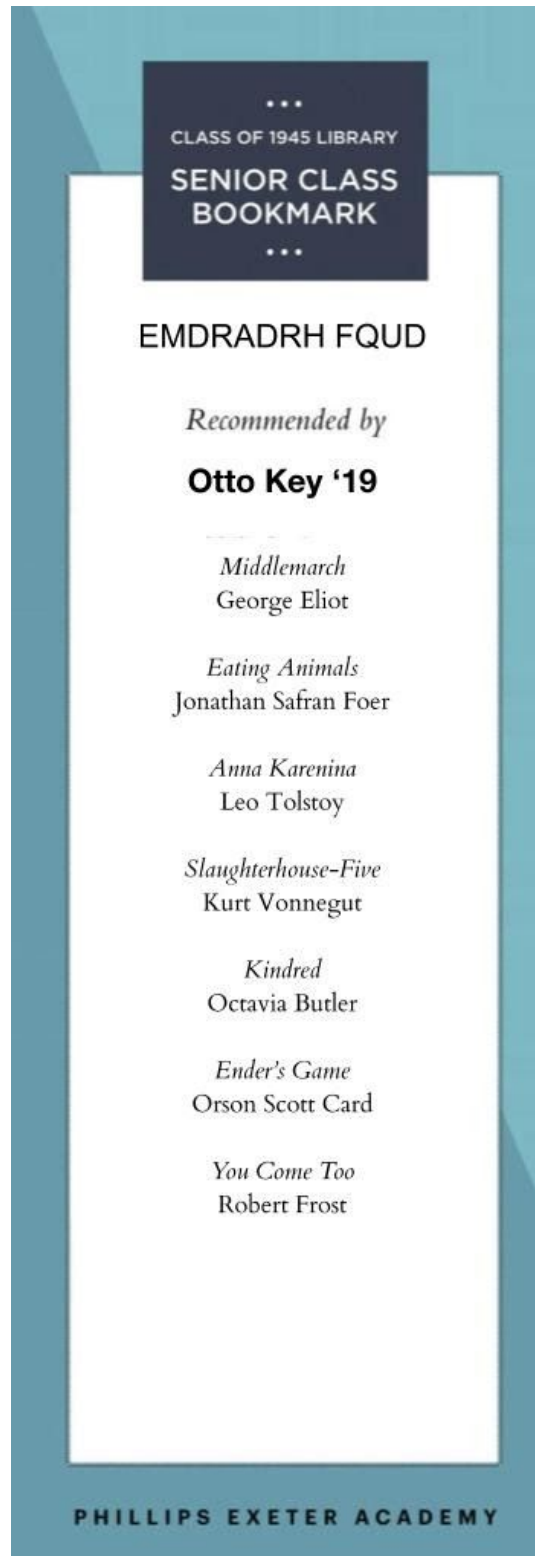 •••
CLASS OF 1945 LIBRARY
SENIOR CLASS
BOOKMARK
•••
EMDRADRH FQUD
Recommended by
Otto Key ‘19
Middlemarch
George Eliot
Eating Animals
Jonathan Safran Foer
Anna Karenina
Leo Tolstoy
Slaughterhouse-Five
Kurt Vonnegut
Kindred
Octavia Butler
Ender’s Game
Orson Scott Card
You Come Too
Robert Frost
PHILLIPS EXETER ACADEMY